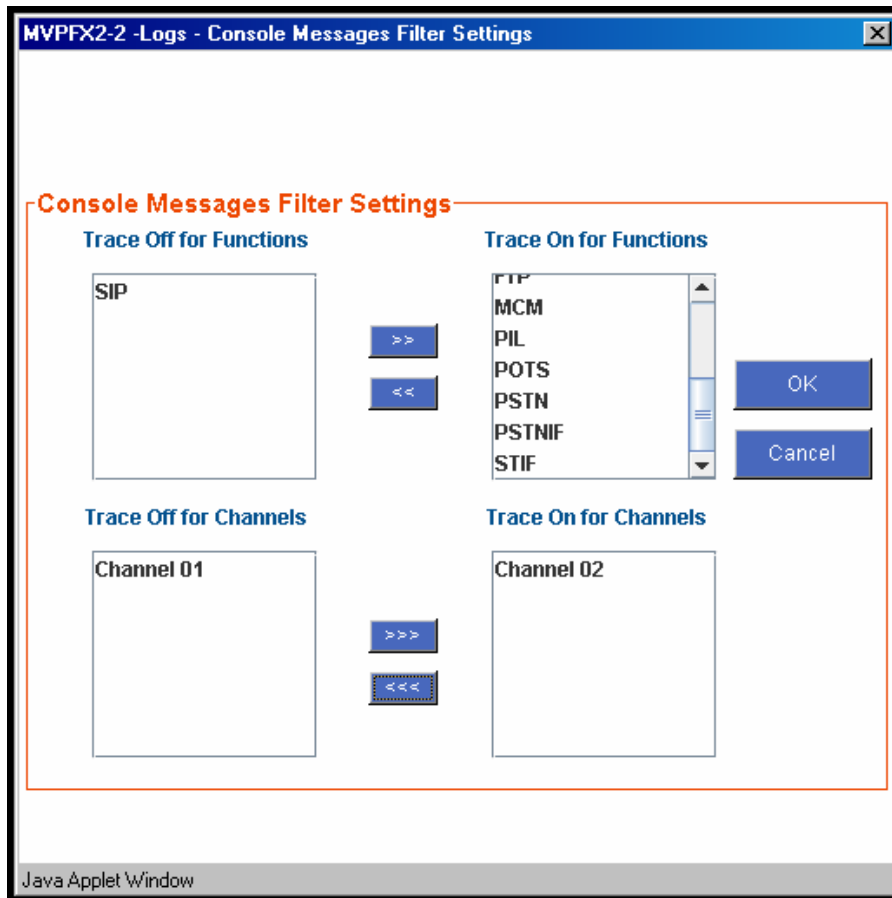 MVPFX2-2 -Logs - Console Messages Filter Settings
Console Messages Filter Settings
Trace Off for Functions
Trace On for Functions
SIP
FTP
MCM
PIL
POTS
PSTN
PSTNIF
STIF
>>
<<
OK
Cancel
Trace Off for Channels
Trace On for Channels
Channel 01
Channel 02
>>>
<<<
Java Applet Window